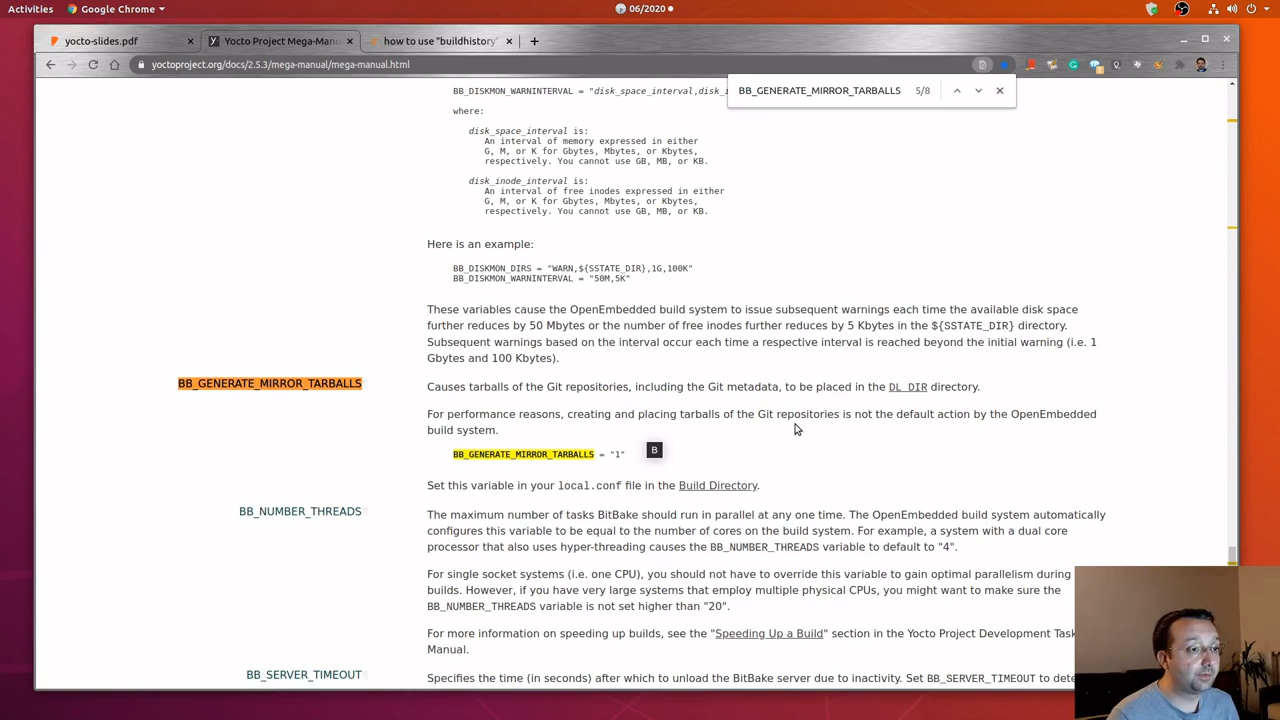 Activities
Google Chrome
06/2020
yocto-slides.pdf
Yocto Project Mega-Manu
how to use "buildhistory"
yoctoproject.org/docs/2.5.3/mega-manual/mega-manual.html
BB_GENERATE_MIRROR_TARBALLS 5/8
BB_DISKMON_WARNINTERVAL = "disk_space_interval,disk_i
where:
disk_space_interval is:
An interval of memory expressed in either
G, M, or K for Gbytes, Mbytes, or Kbytes,
respectively. You cannot use GB, MB, or KB.
disk_inode_interval is:
An interval of free inodes expressed in either
G, M, or K for Gbytes, Mbytes, or Kbytes,
respectively. You cannot use GB, MB, or KB.
Here is an example:
BB_DISKMON_DIRS = "WARN,${SSTATE_DIR},1G,100K"
BB_DISKMON_WARNINTERVAL = "50M,5K"
These variables cause the OpenEmbedded build system to issue subsequent warnings each time the available disk space
further reduces by 50 Mbytes or the number of free inodes further reduces by 5 Kbytes in the ${SSTATE_DIR} directory.
Subsequent warnings based on the interval occur each time a respective interval is reached beyond the initial warning (i.e. 1
Gbytes and 100 Kbytes).
BB_GENERATE_MIRROR_TARBALLS
Causes tarballs of the Git repositories, including the Git metadata, to be placed in the DL_DIR directory.
For performance reasons, creating and placing tarballs of the Git repositories is not the default action by the OpenEmbedded
build system.
BB_GENERATE_MIRROR_TARBALLS = "1"
B
Set this variable in your local.conf file in the Build Directory.
BB_NUMBER_THREADS
The maximum number of tasks BitBake should run in parallel at any one time. The OpenEmbedded build system automatically
configures this variable to be equal to the number of cores on the build system. For example, a system with a dual core
processor that also uses hyper-threading causes the BB_NUMBER_THREADS variable to default to "4".
For single socket systems (i.e. one CPU), you should not have to override this variable to gain optimal parallelism during
builds. However, if you have very large systems that employ multiple physical CPUs, you might want to make sure the
BB_NUMBER_THREADS variable is not set higher than "20".
For more information on speeding up builds, see the "Speeding Up a Build" section in the Yocto Project Development Task
Manual.
BB_SERVER_TIMEOUT
Specifies the time (in seconds) after which to unload the BitBake server due to inactivity. Set BB_SERVER_TIMEOUT to dete